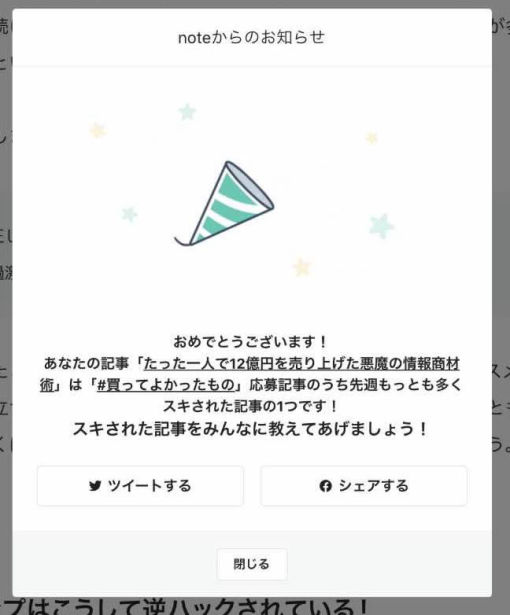 noteからのお知らせ
おめでとうございます！
あなたの記事「たった一人で12億円を売り上げた悪魔の情報商材
術」は「#買ってよかったもの」応募記事のうち先週もっとも多く
スキされた記事の1つです！
スキされた記事をみんなに教えてあげましょう！
ツイートする
シェアする
閉じる
プはこうして逆ハックされている！